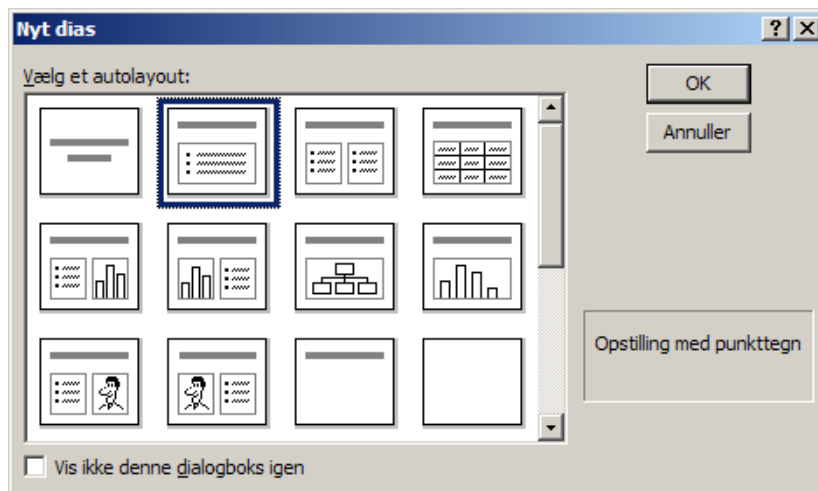 Nyt dias
Vælg et autolayout:
OK
Annuller
Opstilling med punkttegn
Vis ikke denne dialogboks igen